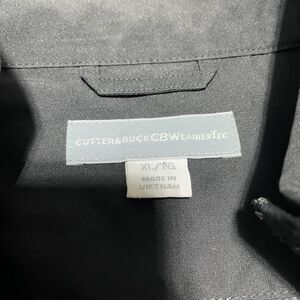 CUTTER & BUCK CBWEATHERTEC
XL/TG
MADE IN
VIETNAM